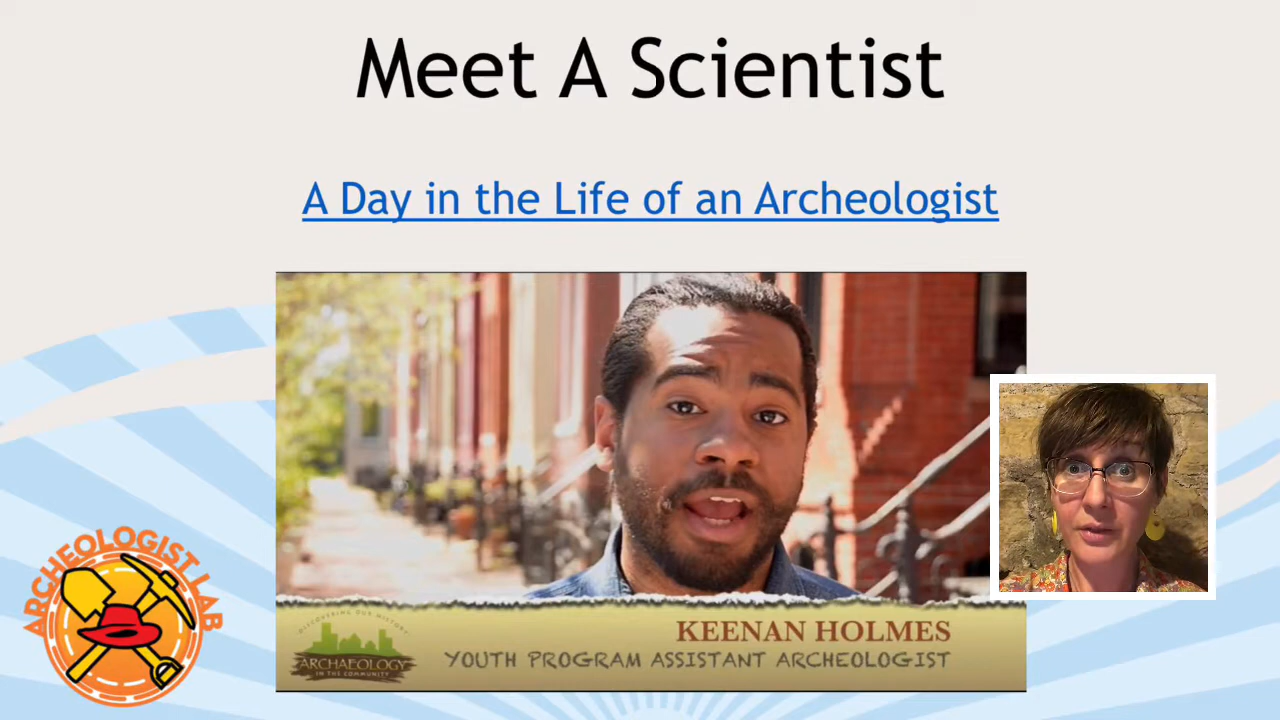 Meet A Scientist
A Day in the Life of an Archeologist
ARCHEOLOGIST LAB
DISCOVERING OUR HISTORY
ARCHAEOLOGY
IN THE COMMUNITY
KEENAN HOLMES
YOUTH PROGRAM ASSISTANT ARCHEOLOGIST